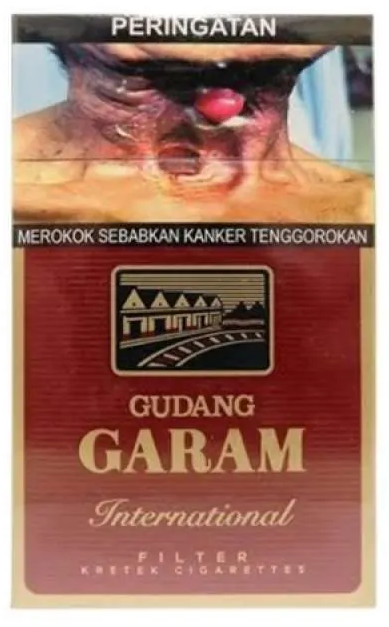 PERINGATAN
MEROKOK SEBABKAN KANKER TENGGOROKAN
GUDANG
GARAM
International
FILTER
KRETEK CIGARETTES